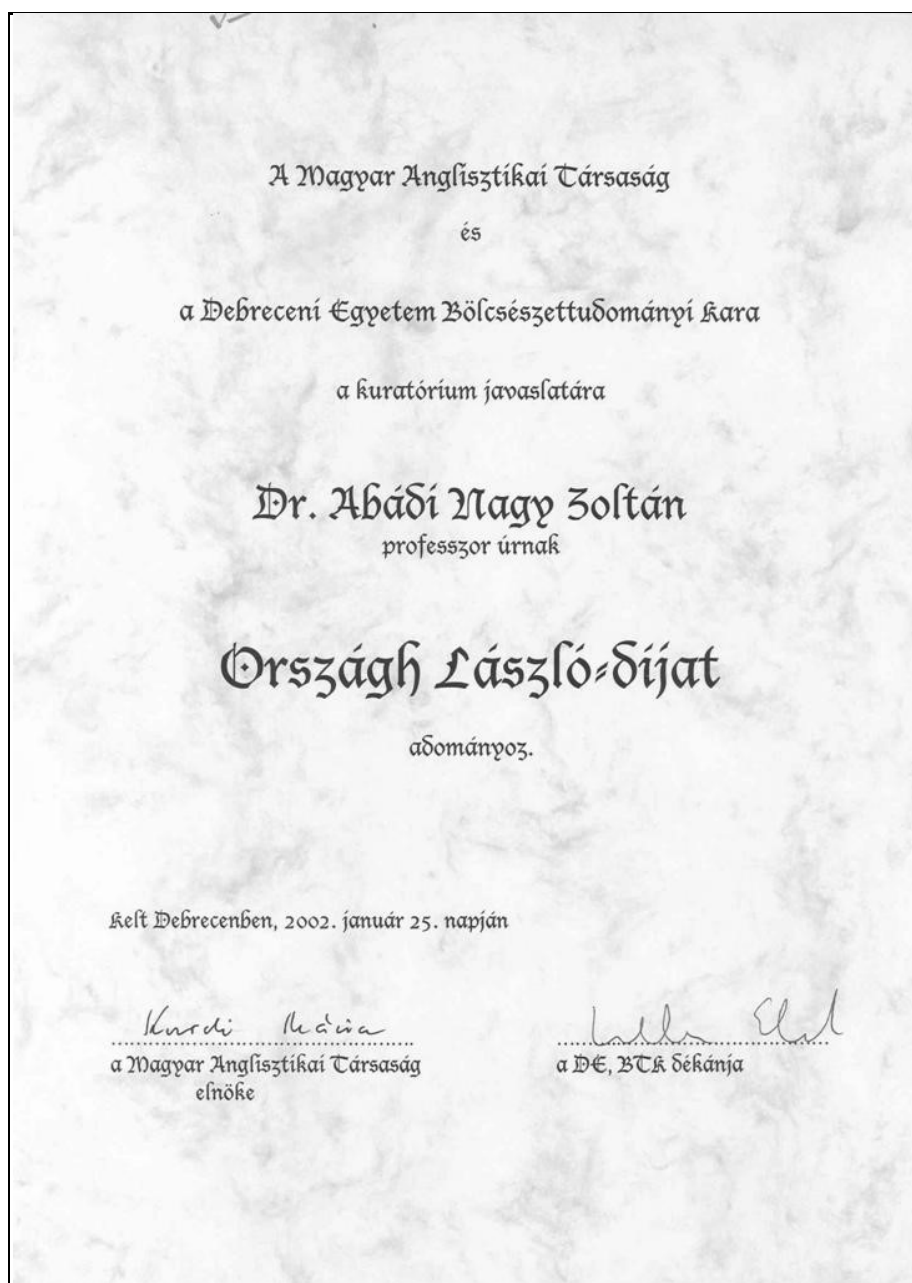 A Magyar Anglisztikai Társaság
és
a Debreceni Egyetem Bölcsészettudományi Kara
a kuratórium javaslatára
Dr. Abádi Nagy Zoltán
professzor úrnak
Országh László-díjat
adományoz.
Kelt Debrecenben, 2002. január 25. napján
Kurdi Mária
a Magyar Anglisztikai Társaság
a DE, BTK dékánja
elnöke